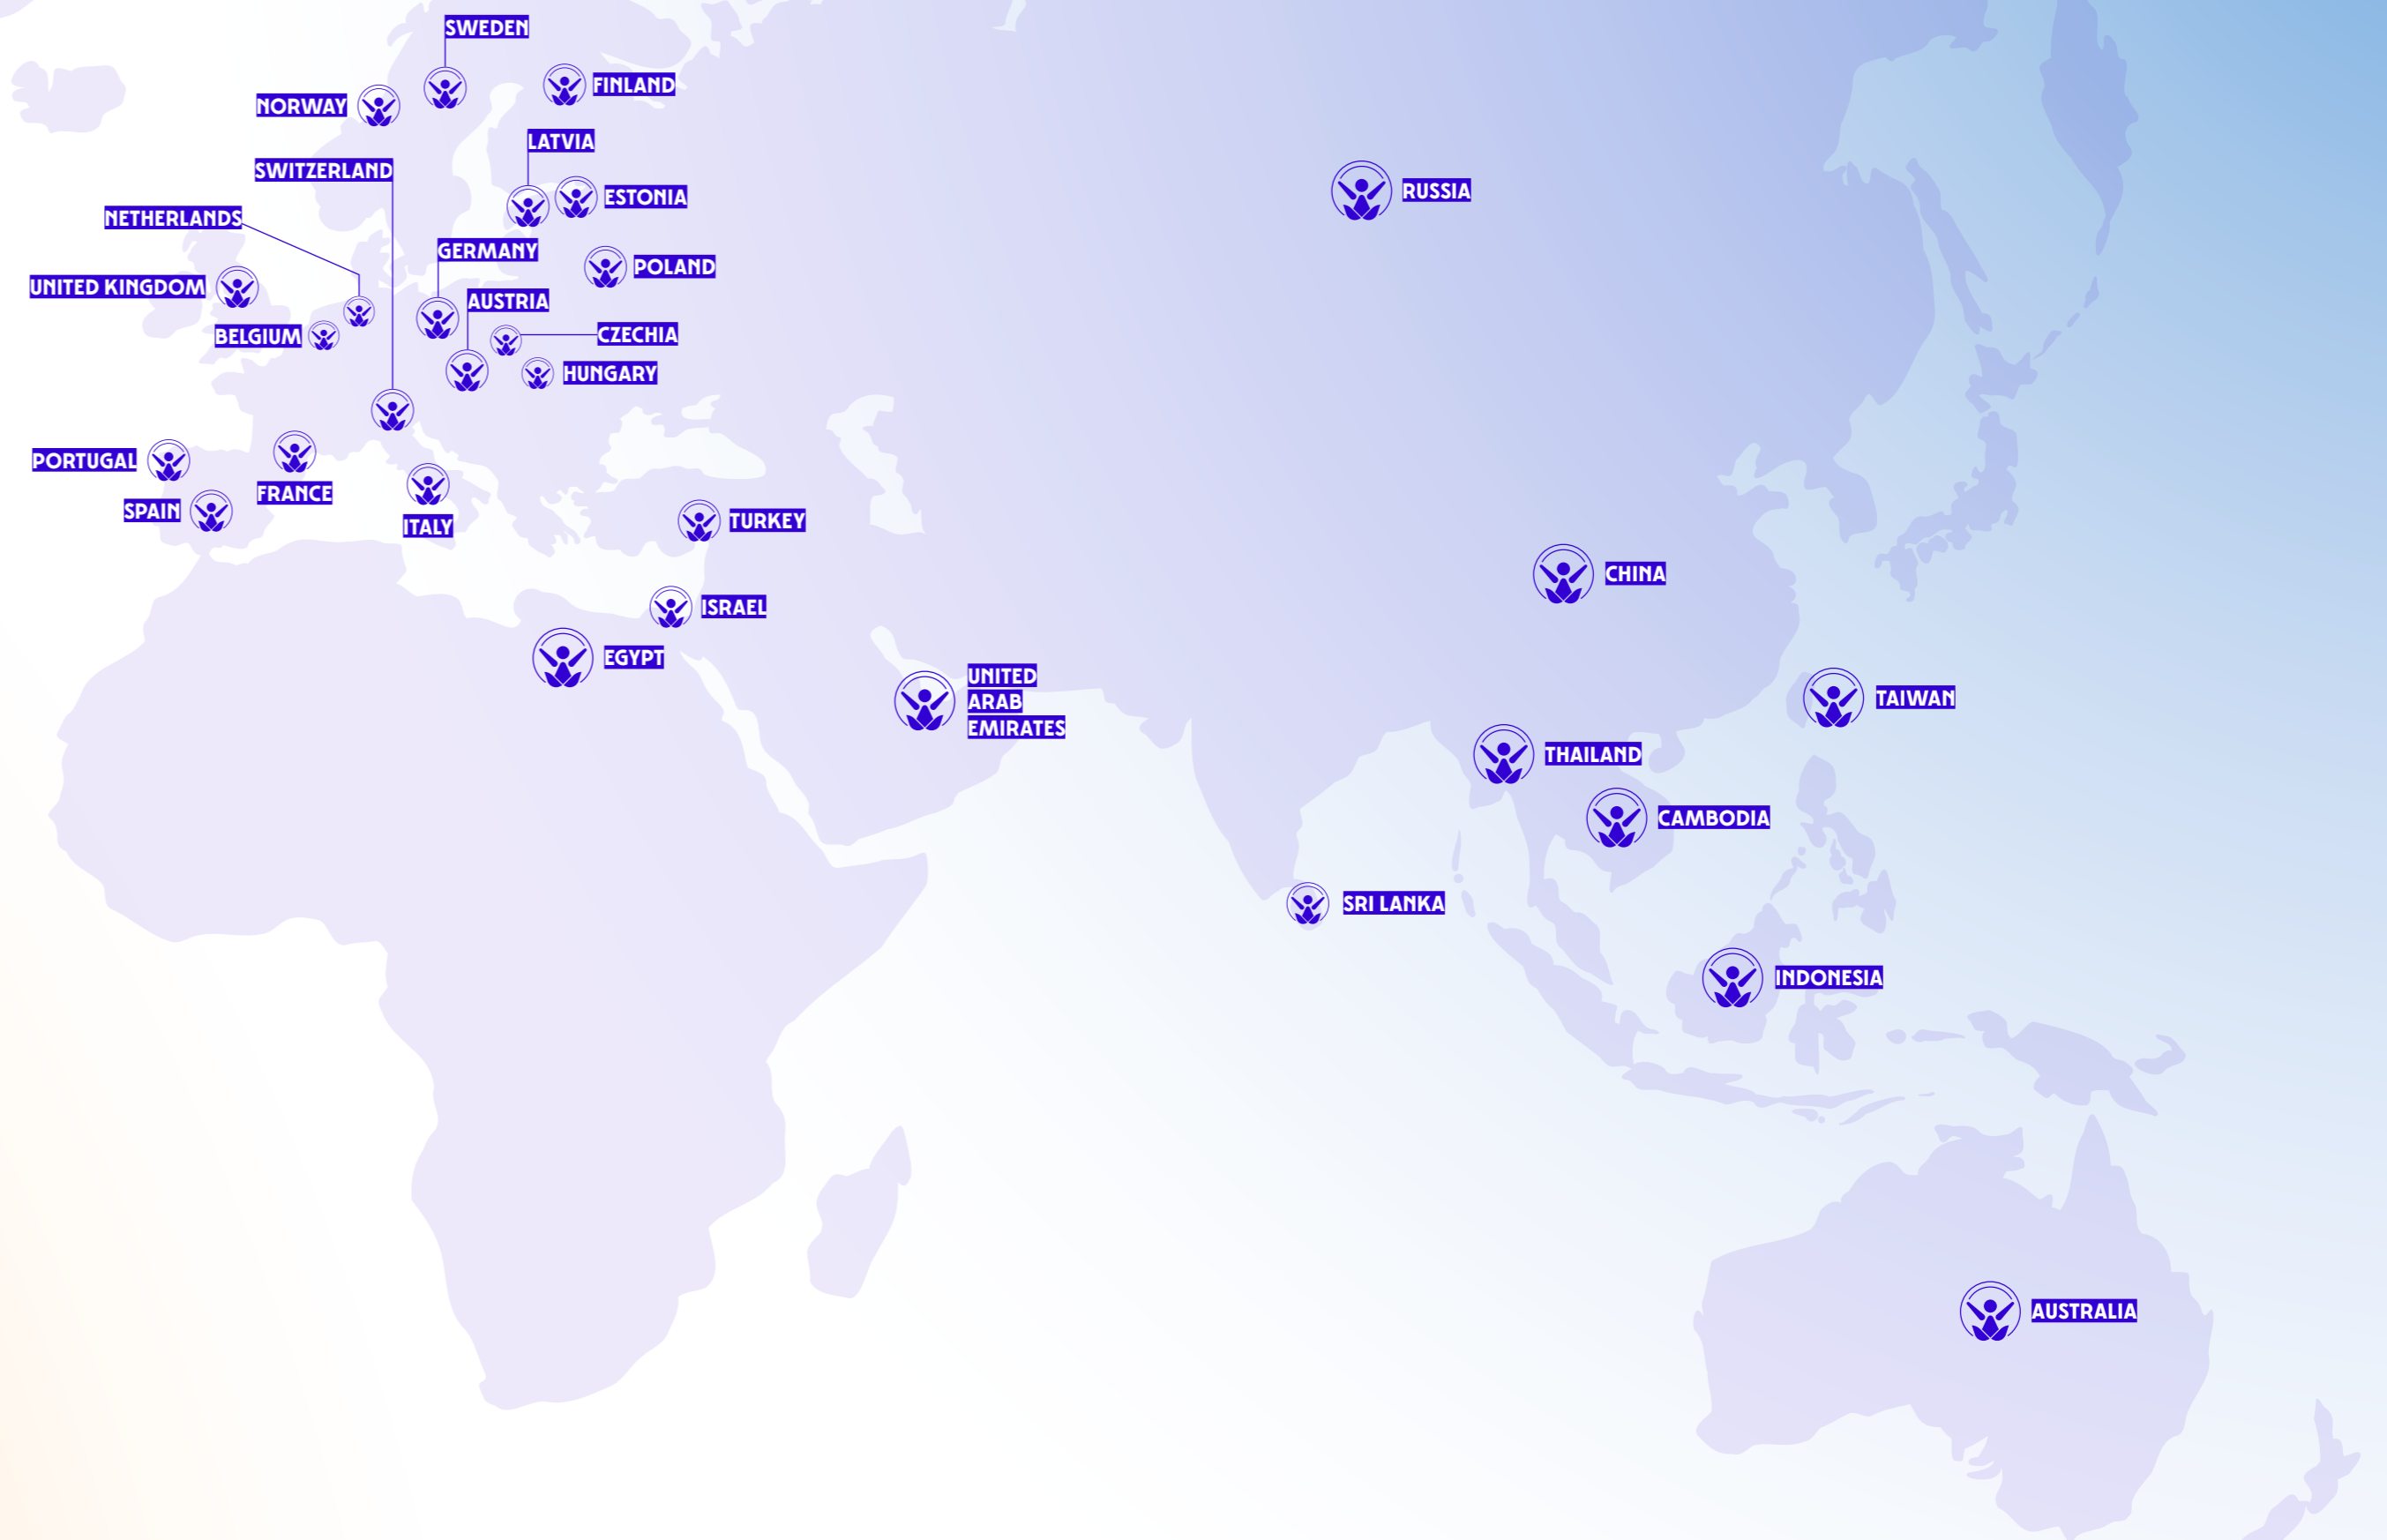 SWEDEN
FINLAND
NORWAY
LATVIA
SWITZERLAND
ESTONIA
NETHERLANDS
GERMANY
POLAND
UNITED KINGDOM
AUSTRIA
BELGIUM
CZECHIA
HUNGARY
PORTUGAL
FRANCE
SPAIN
ITALY
TURKEY
ISRAEL
EGYPT
UNITED
ARAB
EMIRATES
RUSSIA
CHINA
TAIWAN
THAILAND
CAMBODIA
SRI LANKA
INDONESIA
AUSTRALIA